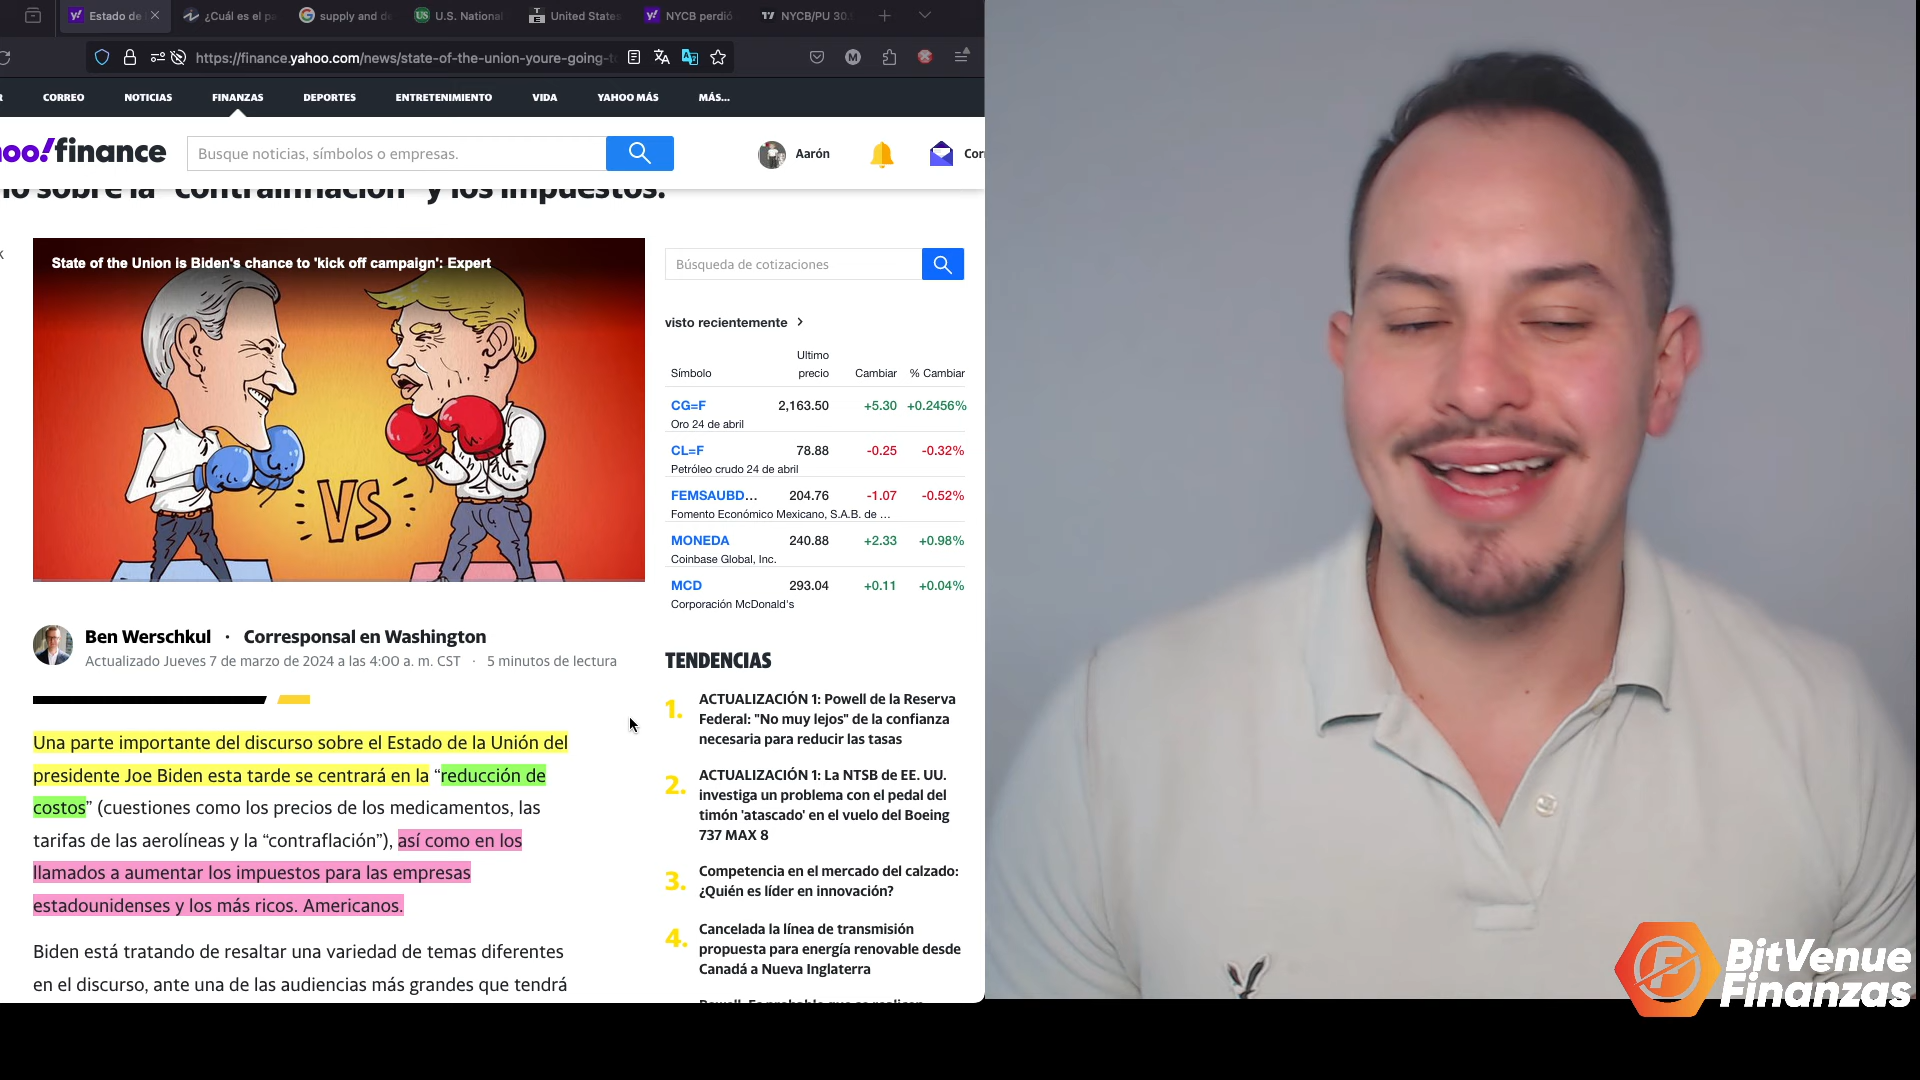 Estado de
¿Cuál es el pa
supply and de
U.S. National
United States
NYCB perdió
NYCB/PU 30.
https://finance.yahoo.com/news/state-of-the-union-youre-going-t
CORREO
NOTICIAS
FINANZAS
DEPORTES
ENTRETENIMIENTO
VIDA
YAHOO MÁS
MÁS...
oo!finance
Busque noticias, símbolos o empresas.
Aarón
Cor
sobre la "contrainflación" y los impuestos.
State of the Union is Biden's chance to 'kick off campaign': Expert
VS
Búsqueda de cotizaciones
visto recientemente
Símbolo
Ultimo precio
Cambiar
% Cambiar
CG=F 2,163.50 +5.30 +0.2456%
Oro 24 de abril
CL=F 78.88 -0.25 -0.32%
Petróleo crudo 24 de abril
FEMSAUBD... 204.76 -1.07 -0.52%
Fomento Económico Mexicano, S.A.B. de ...
MONEDA 240.88 +2.33 +0.98%
Coinbase Global, Inc.
MCD 293.04 +0.11 +0.04%
Corporación McDonald's
Ben Werschkul · Corresponsal en Washington
Actualizado Jueves 7 de marzo de 2024 a las 4:00 a. m. CST · 5 minutos de lectura
Una parte importante del discurso sobre el Estado de la Unión del
presidente Joe Biden esta tarde se centrará en la “reducción de
costos” (cuestiones como los precios de los medicamentos, las
tarifas de las aerolíneas y la “contraflación”), así como en los
llamados a aumentar los impuestos para las empresas
estadounidenses y los más ricos. Americanos.
Biden está tratando de resaltar una variedad de temas diferentes
en el discurso, ante una de las audiencias más grandes que tendrá
TENDENCIAS
1. ACTUALIZACIÓN 1: Powell de la Reserva
Federal: "No muy lejos" de la confianza
necesaria para reducir las tasas
2. ACTUALIZACIÓN 1: La NTSB de EE. UU.
investiga un problema con el pedal del
timón 'atascado' en el vuelo del Boeing
737 MAX 8
3. Competencia en el mercado del calzado:
¿Quién es líder en innovación?
4. Cancelada la línea de transmisión
propuesta para energía renovable desde
Canadá a Nueva Inglaterra
BitVenue
Finanzas